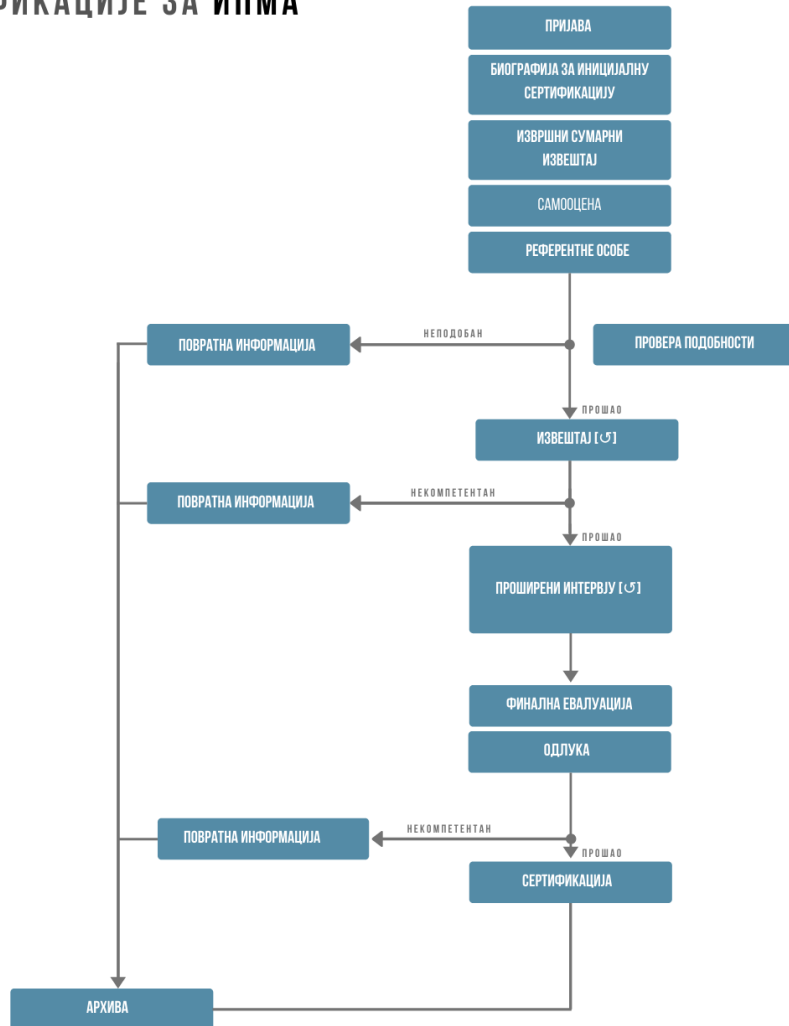 ФИКАЦИЈЕ ЗА ИПМА
ПРИЈАВА
БИОГРАФИЈА ЗА ИНИЦИЈАЛНУ
СЕРТИФИКАЦИЈУ
ИЗВРШНИ СУМАРНИ
ИЗВЕШТАЈ
САМООЦЕНА
РЕФЕРЕНТНЕ ОСОБЕ
ПОВРАТНА ИНФОРМАЦИЈА
НЕПОДОБАН
ПРОВЕРА ПОДОБНОСТИ
ПРОШАО
ИЗВЕШТАЈ [↺]
ПОВРАТНА ИНФОРМАЦИЈА
НЕКОМПЕТЕНТАН
ПРОШАО
ПРОШИРЕНИ ИНТЕРВЈУ [↺]
ФИНАЛНА ЕВАЛУАЦИЈА
ОДЛУКА
ПОВРАТНА ИНФОРМАЦИЈА
НЕКОМПЕТЕНТАН
ПРОШАО
СЕРТИФИКАЦИЈА
АРХИВА